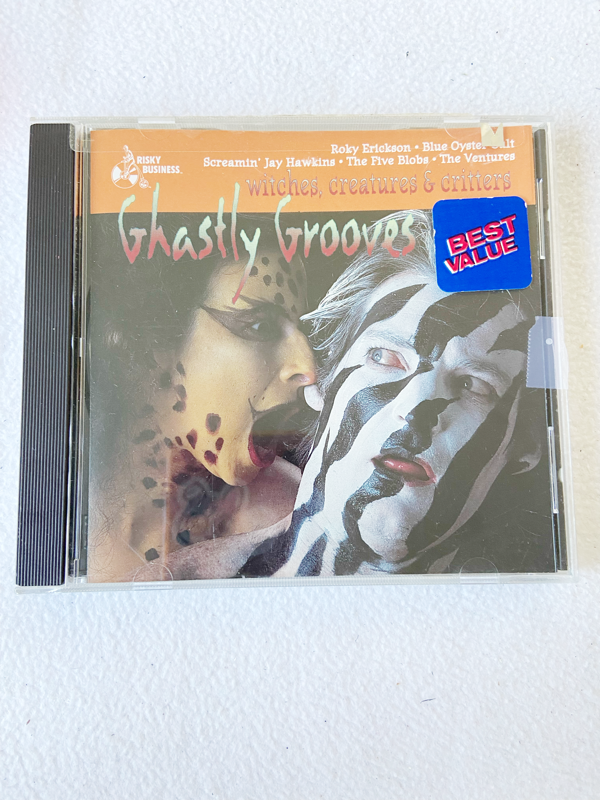 RISKY BUSINESS.
Roky Erickson • Blue Oyster Cult
Screamin' Jay Hawkins • The Five Blobs • The Ventures
witches, creatures & critters
Ghastly Grooves
BEST
VALUE